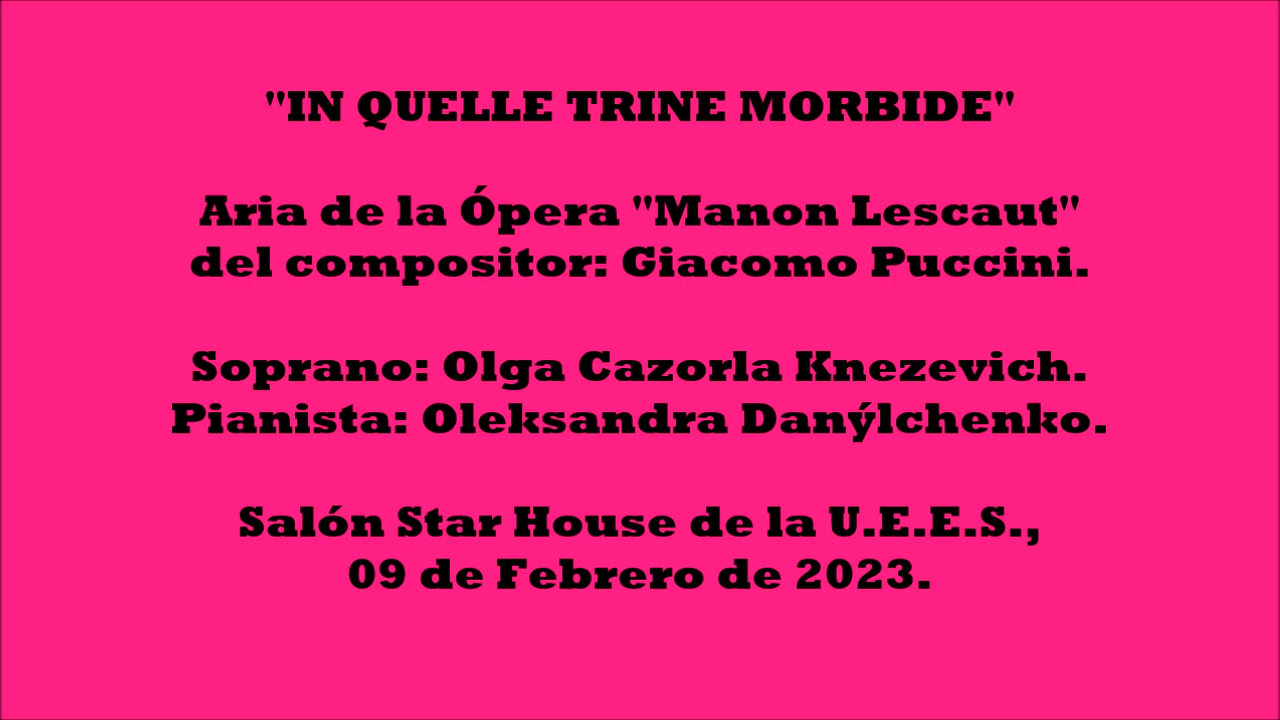 "IN QUELLE TRINE MORBIDE"
Aria de la Ópera "Manon Lescaut"
del compositor: Giacomo Puccini.
Soprano: Olga Cazorla Knezevich.
Pianista: Oleksandra Danýlchenko.
Salón Star House de la U.E.E.S.,
09 de Febrero de 2023.